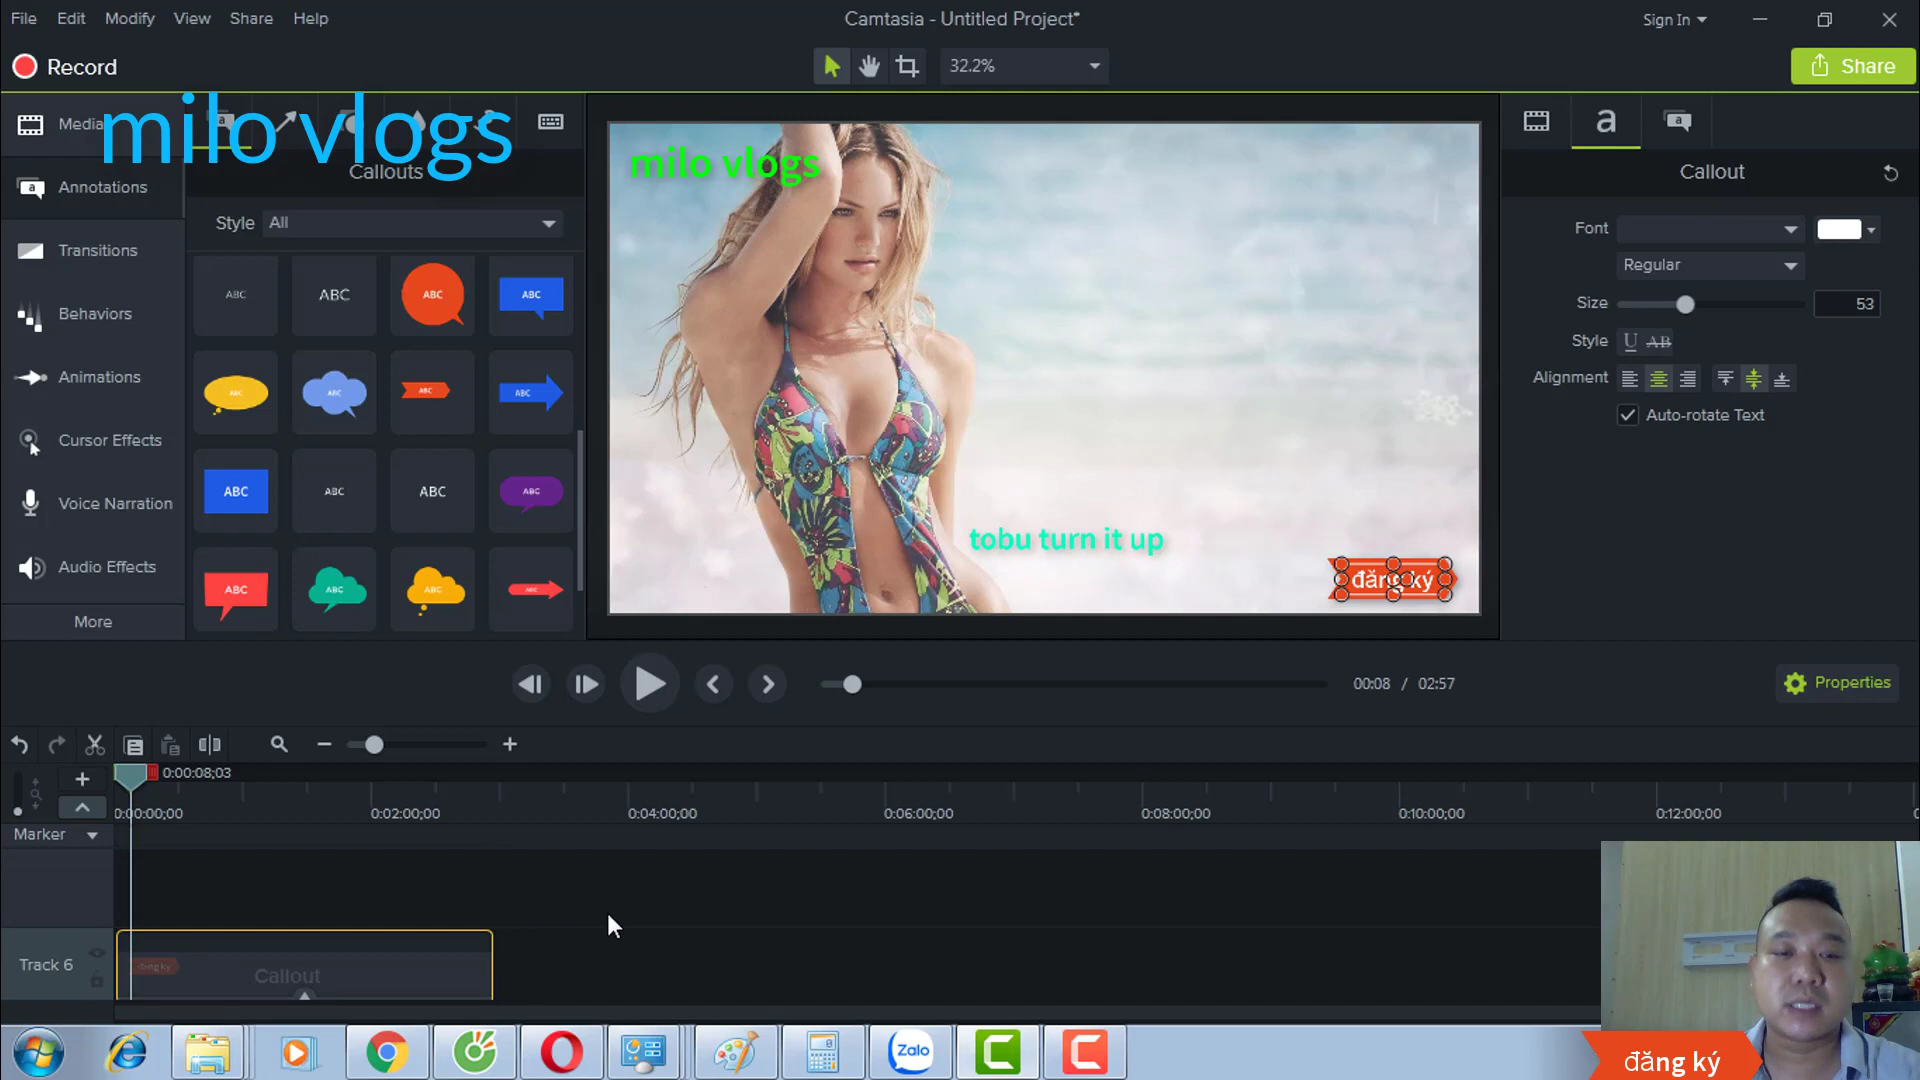 File Edit Modify View Share Help
Camtasia - Untitled Project*
Sign In
Record
32.2%
Share
Media
milo vlogs
Callouts
Annotations
Style All
Transitions
Behaviors
Animations
Cursor Effects
Voice Narration
Audio Effects
More
ABC ABC ABC ABC
ABC ABC ABC ABC
ABC ABC ABC ABC
ABC ABC
milo vlogs
tobu turn it up
đăng ký
a
Callout
Font
Regular
Size 53
Style U AB
Alignment
Auto-rotate Text
00:08 / 02:57
Properties
0:00:08;03
0:00:00;00 0:02:00;00 0:04:00;00 0:06:00;00 0:08:00;00 0:10:00;00 0:12:00;00
Marker
Track 6
đăng ký
Callout
Zalo
đăng ký